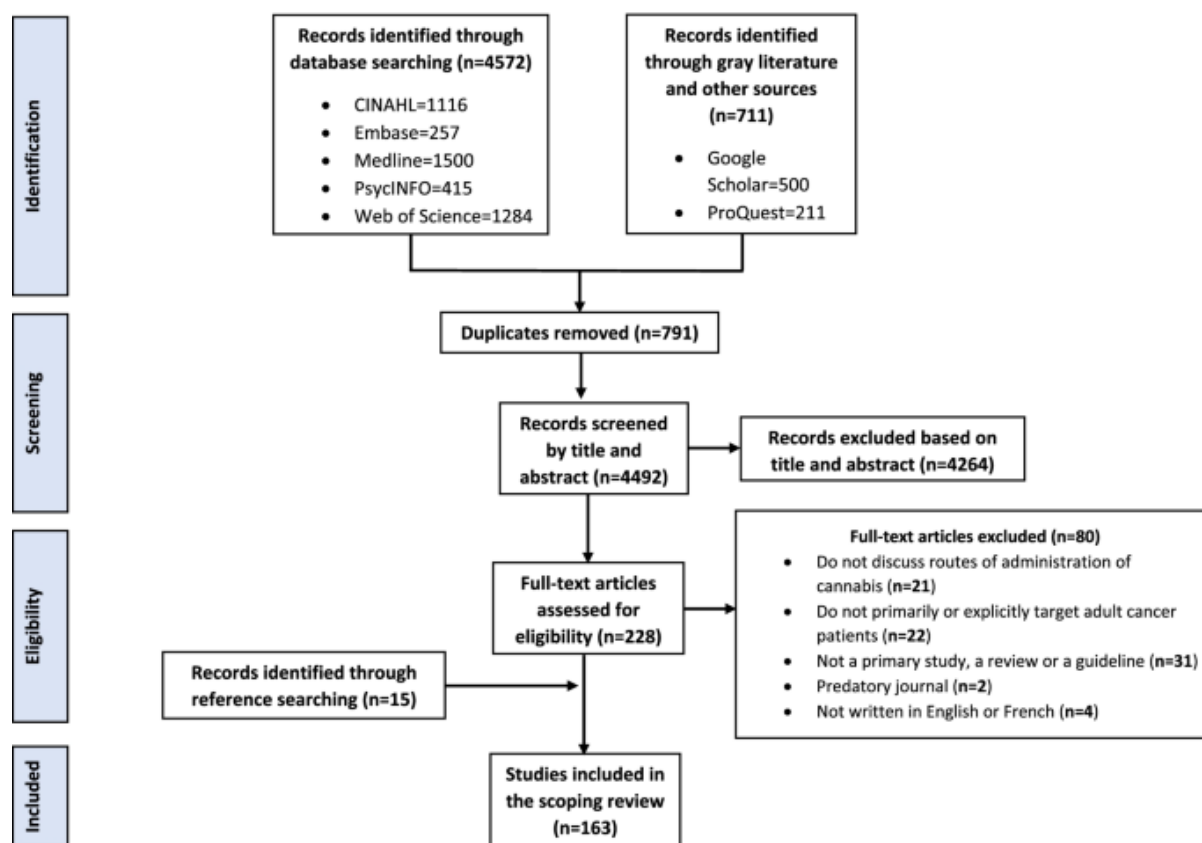 Identification
Records identified through
database searching (n=4572)
• CINAHL=1116
• Embase=257
• Medline=1500
• PsycINFO=415
• Web of Science=1284
Records identified
through gray literature
and other sources
(n=711)
• Google
Scholar=500
• ProQuest=211
Screening
Duplicates removed (n=791)
Records screened
by title and
abstract (n=4492)
Records excluded based on
title and abstract (n=4264)
Eligibility
Full-text articles
assessed for
eligibility (n=228)
Full-text articles excluded (n=80)
• Do not discuss routes of administration of
cannabis (n=21)
• Do not primarily or explicitly target adult cancer
patients (n=22)
• Not a primary study, a review or a guideline (n=31)
• Predatory journal (n=2)
• Not written in English or French (n=4)
Records identified through
reference searching (n=15)
Included
Studies included in
the scoping review
(n=163)